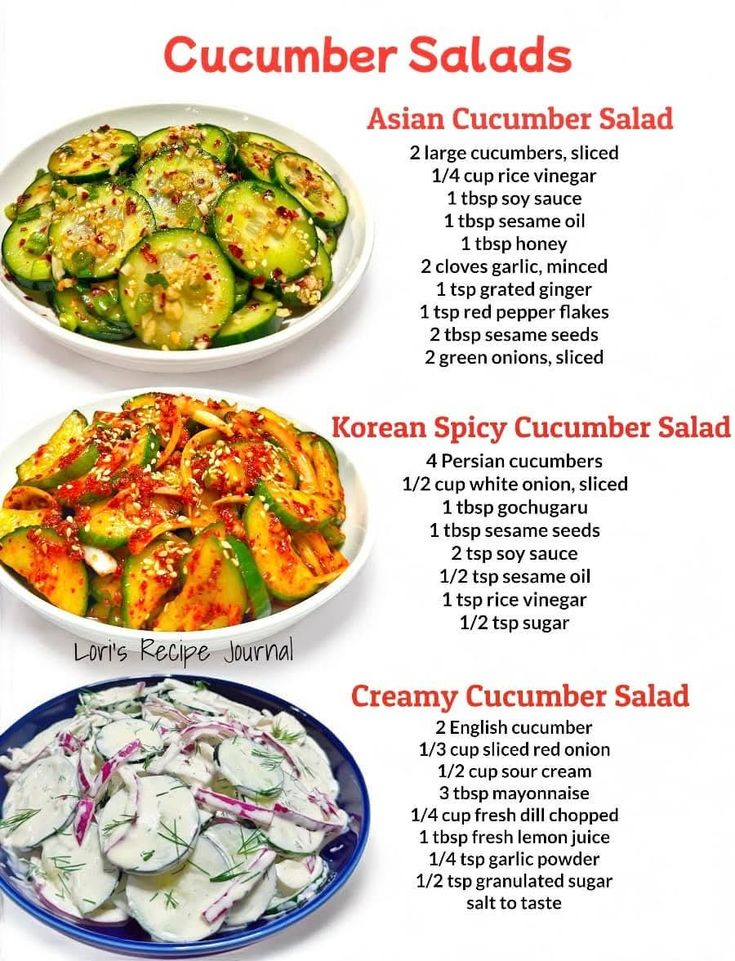 Cucumber Salads
Asian Cucumber Salad
2 large cucumbers, sliced
1/4 cup rice vinegar
1 tbsp soy sauce
1 tbsp sesame oil
1 tbsp honey
2 cloves garlic, minced
1 tsp grated ginger
1 tsp red pepper flakes
2 tbsp sesame seeds
2 green onions, sliced
Korean Spicy Cucumber Salad
4 Persian cucumbers
1/2 cup white onion, sliced
1 tbsp gochugaru
1 tbsp sesame seeds
2 tsp soy sauce
1/2 tsp sesame oil
1 tsp rice vinegar
1/2 tsp sugar
Lori's Recipe Journal
Creamy Cucumber Salad
2 English cucumber
1/3 cup sliced red onion
1/2 cup sour cream
3 tbsp mayonnaise
1/4 cup fresh dill chopped
1 tbsp fresh lemon juice
1/4 tsp garlic powder
1/2 tsp granulated sugar
salt to taste